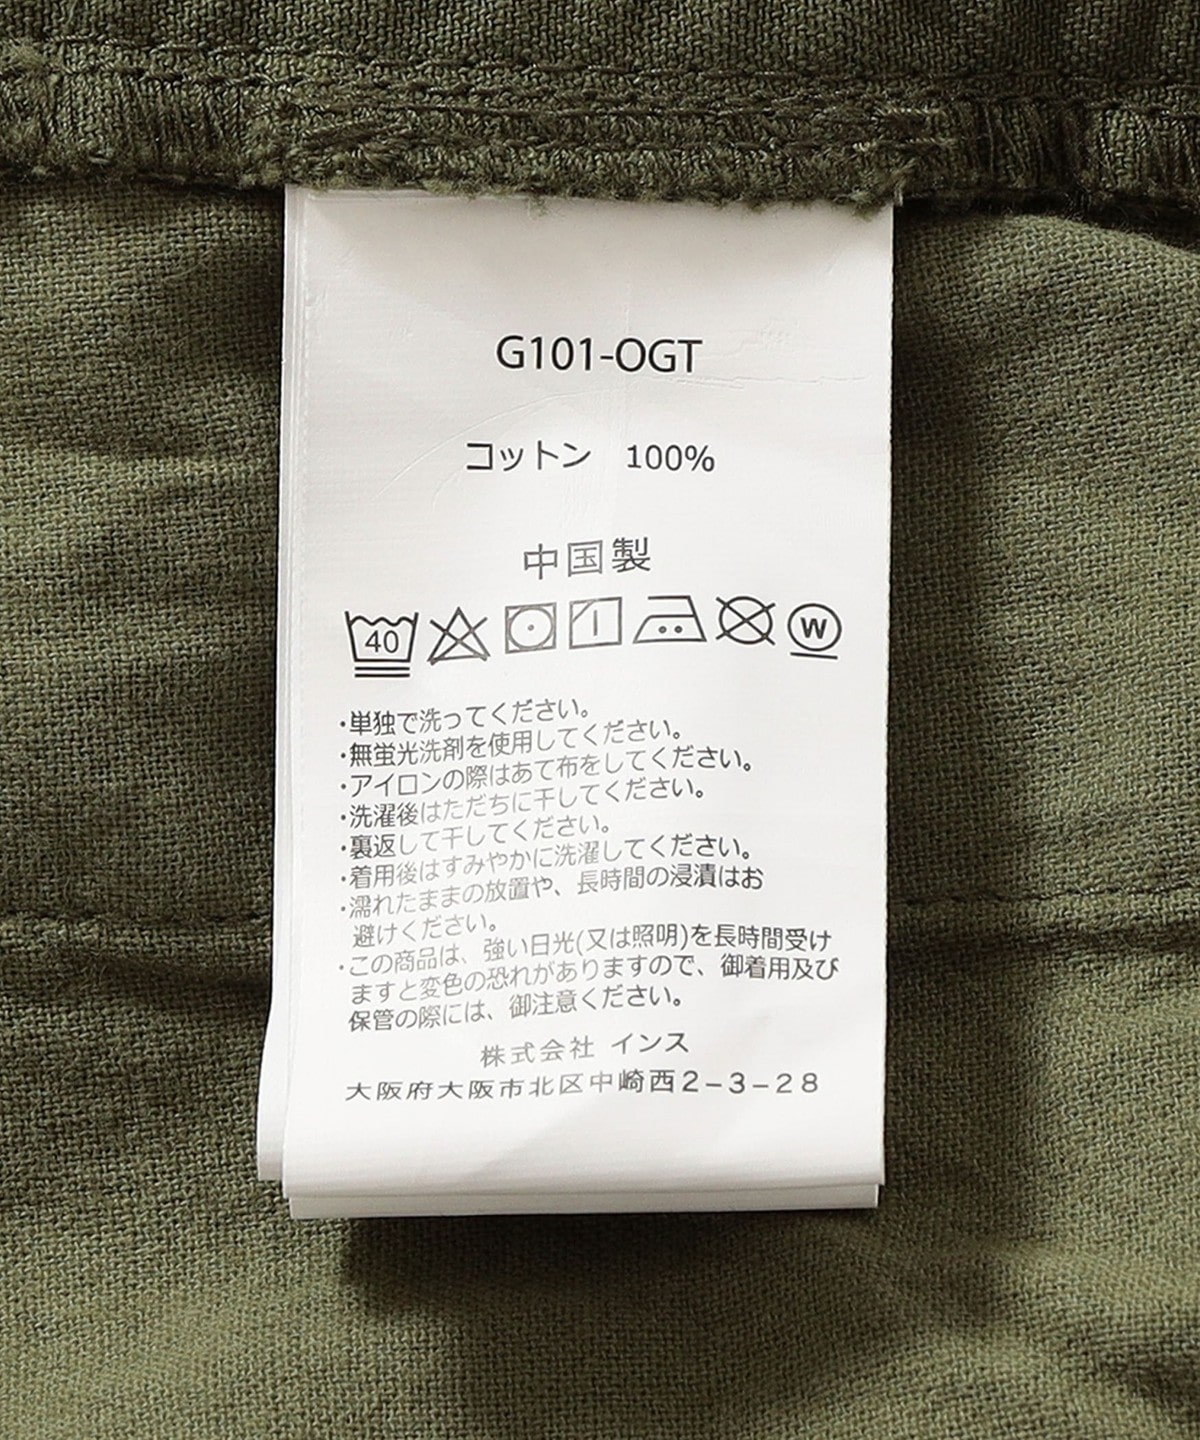 G101-OGT
コットン 100%
中国製
40 W
・単独で洗ってください。
・無蛍光洗剤を使用してください。
・アイロンの際はあて布をしてください。
・洗濯後はただちに干してください。
・裏返して干してください。
・着用後はすみやかに洗濯してください。
・濡れたままの放置や、長時間の浸漬はお
避けください。
・この商品は、強い日光(又は照明)を長時間受け
ますと変色の恐れがありますので、御着用及び
保管の際には、御注意ください。
株式会社 インス
大阪府大阪市北区中崎西2-3-28